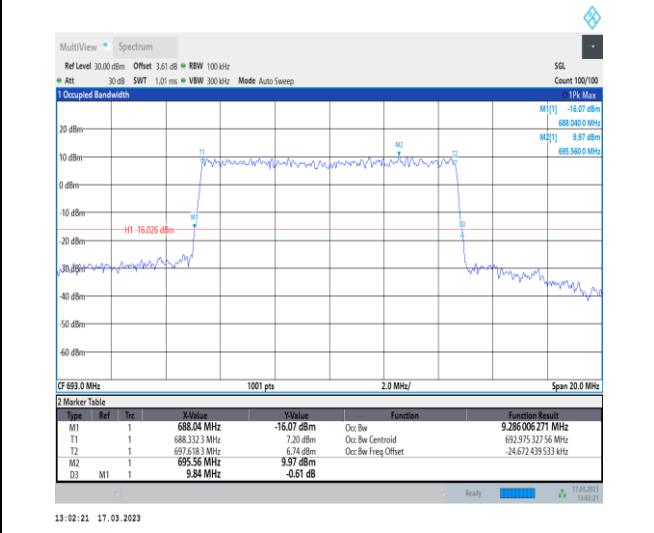 MultiView Spectrum
Ref Level 30.00 dBm Offset 3.61 dB RBW 100 kHz SGL
Att 30 dB SWT 1.01 ms VBW 300 kHz Mode Auto Sweep Count 100/100
1 Occupied Bandwidth 1Pk Max
M1[1] -16.07 dBm
688.040 0 MHz
20 dBm M2[1] 9.97 dBm
695.560 0 MHz
T1 M2 T2
10 dBm
0 dBm
-10 dBm
M1
H1 -16.026 dBm D3
-20 dBm
-30 dBm
-40 dBm
-50 dBm
-60 dBm
CF 693.0 MHz 1001 pts 2.0 MHz/ Span 20.0 MHz
2 Marker Table
Type Ref Trc X-Value Y-Value Function Function Result
M1 1 688.04 MHz -16.07 dBm Occ Bw 9.286 006 271 MHz
T1 1 688.332 3 MHz 7.20 dBm Occ Bw Centroid 692.975 327 56 MHz
T2 1 697.618 3 MHz 6.74 dBm Occ Bw Freq Offset -24.672 439 533 kHz
M2 1 695.56 MHz 9.97 dBm
D3 M1 1 9.84 MHz -0.61 dB
Ready 17.03.2023
13:02:21
13:02:21 17.03.2023